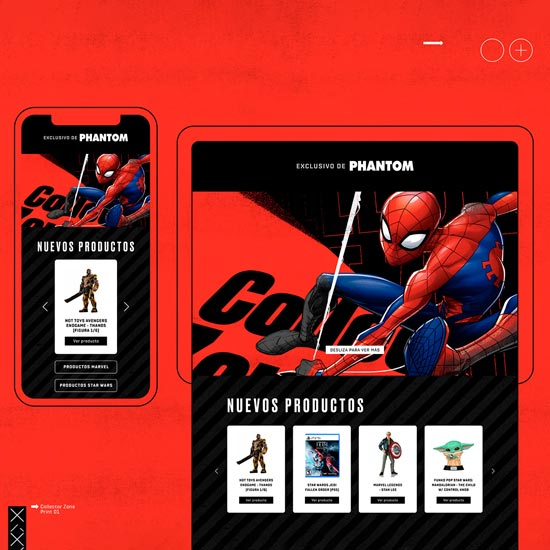 EXCLUSIVO DE PHANTOM
NUEVOS PRODUCTOS
HOT TOYS AVENGERS
ENDGAME - THANOS
(FIGURA 1/6)
Ver producto
PRODUCTOS MARVEL
PRODUCTOS STAR WARS
EXCLUSIVO DE PHANTOM
DESLIZA PARA VER MÁS
NUEVOS PRODUCTOS
HOT TOYS AVENGERS
ENDGAME - THANOS
(FIGURA 1/6)
Ver producto
STAR WARS JEDI
FALLEN ORDER (PS5)
Ver producto
MARVEL LEGENDS
- STAN LEE
Ver producto
FUNKO POP STAR WARS:
MANDALORIAN - THE CHILD
W/ CONTROL KNOB
Ver producto
Collector Zone
Print 01